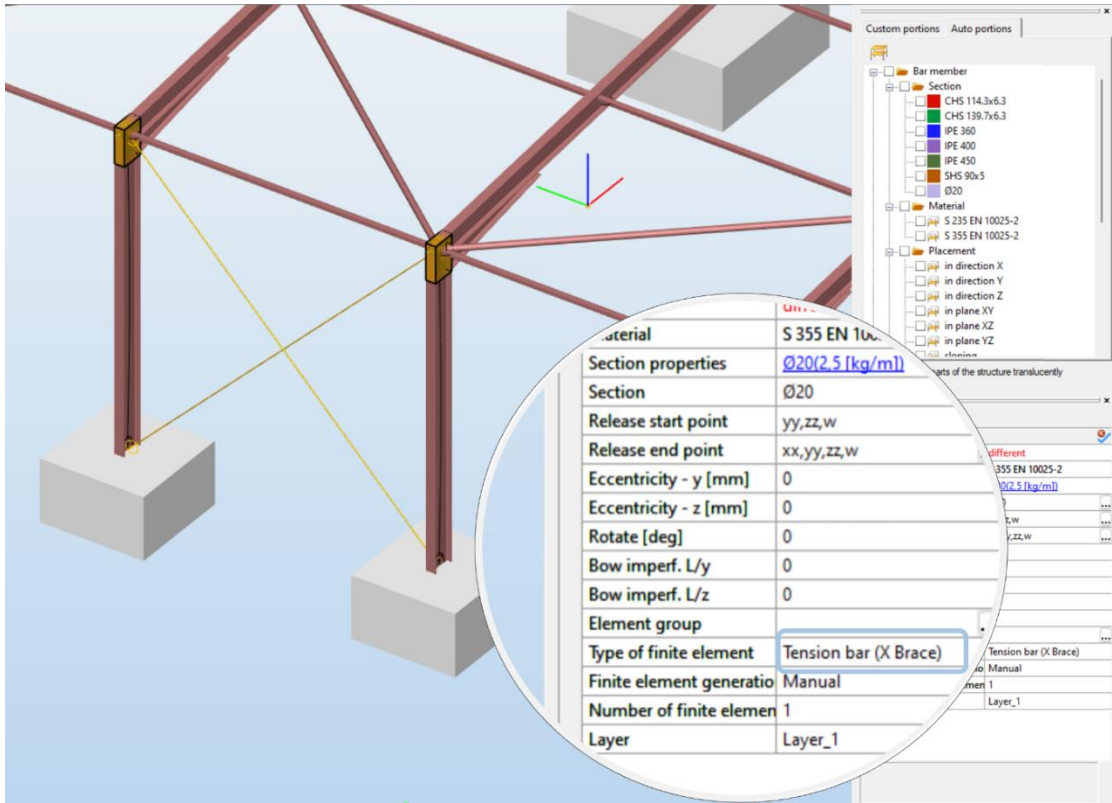 Custom portions Auto portions
Bar member
Section
CHS 114.3x6.3
CHS 139.7x6.3
IPE 360
IPE 400
IPE 450
SHS 90x5
Ø20
Material
S 235 EN 10025-2
S 355 EN 10025-2
Placement
in direction X
in direction Y
in direction Z
in plane XY
in plane XZ
in plane YZ
sloping
arts of the structure translucently
Material S 355 EN 100
Section properties Ø20(2,5 [kg/m])
Section Ø20
Release start point yy,zz,w
Release end point xx,yy,zz,w
Eccentricity - y [mm] 0
Eccentricity - z [mm] 0
Rotate [deg] 0
Bow imperf. L/y 0
Bow imperf. L/z 0
Element group
Type of finite element Tension bar (X Brace)
Finite element generatio Manual
Number of finite elemen 1
Layer Layer_1
different
355 EN 10025-2
0(2,5 [kg/m])
z,w
y,zz,w
...
Tension bar (X Brace)
Manual
men 1
Layer_1